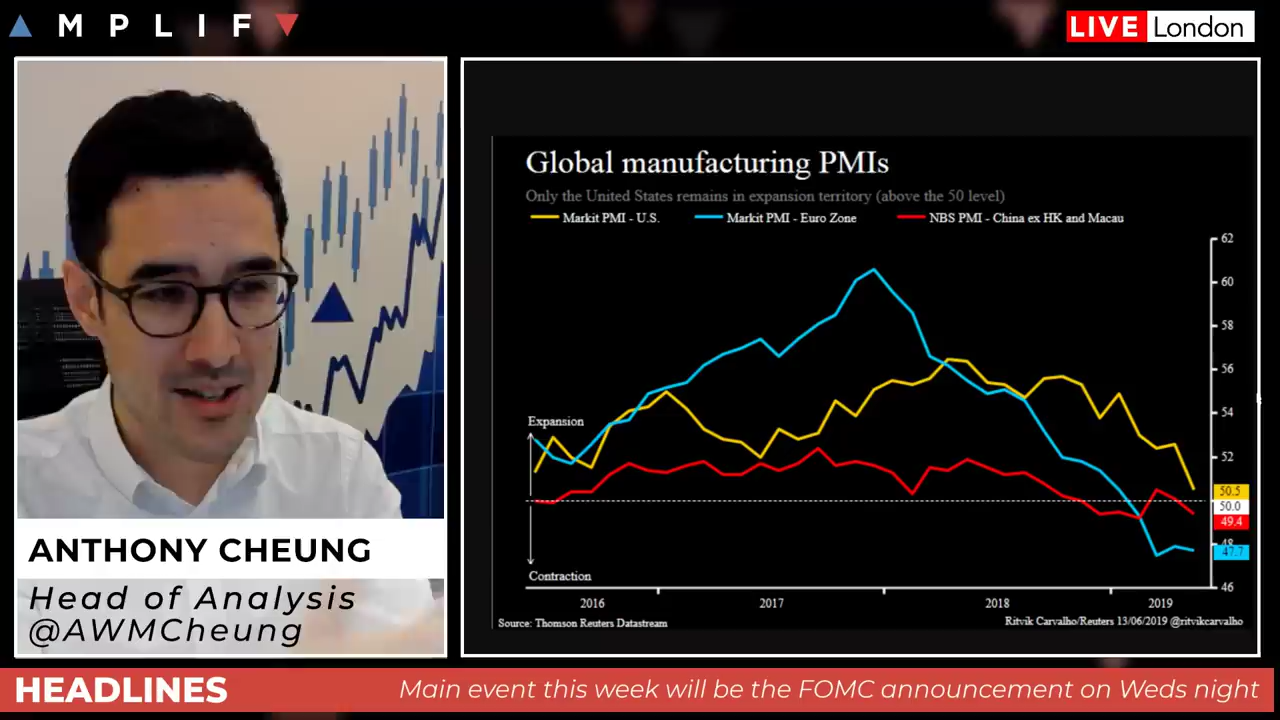 MPLIF
LIVE London
Global manufacturing PMIs
Only the United States remains in expansion territory (above the 50 level)
Markit PMI - U.S. Markit PMI - Euro Zone NBS PMI - China ex HK and Macau
62
60
58
56
54
Expansion
52
50.5
50.0
49.4
48
47.7
Contraction
46
2016 2017 2018 2019
Source: Thomson Reuters Datastream Ritvik Carvalho/Reuters 13/06/2019 @ritvikcarvalho
ANTHONY CHEUNG
Head of Analysis
@AWMCheung
HEADLINES Main event this week will be the FOMC announcement on Weds night